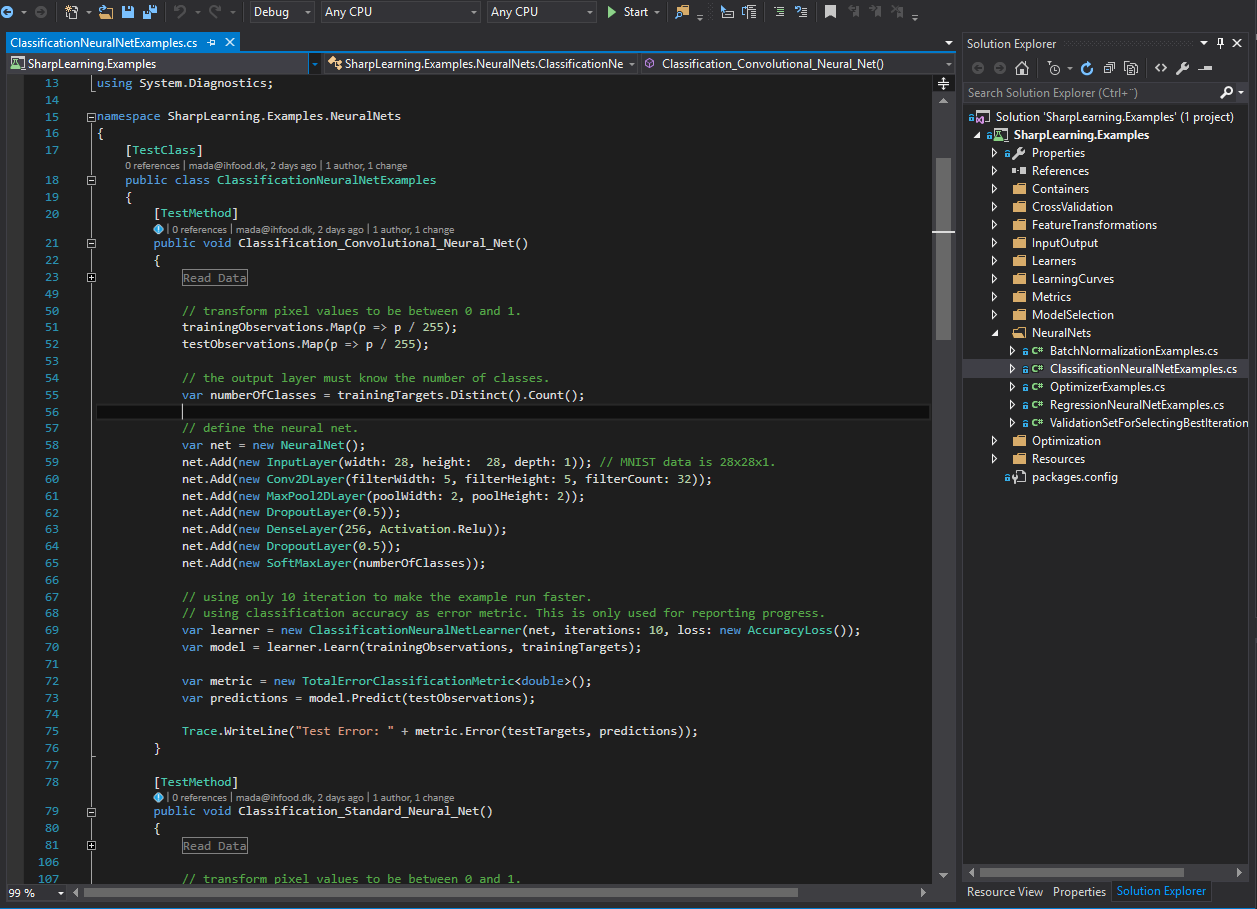 Debug
Any CPU
Any CPU
Start
ClassificationNeuralNetExamples.cs
SharpLearning.Examples
SharpLearning.Examples.NeuralNets.ClassificationNe
Classification_Convolutional_Neural_Net()
13 using System.Diagnostics;
14
15 namespace SharpLearning.Examples.NeuralNets
16 {
17 [TestClass]
0 references | mada@ihfood.dk, 2 days ago | 1 author, 1 change
18 public class ClassificationNeuralNetExamples
19 {
20 [TestMethod]
0 references | mada@ihfood.dk, 2 days ago | 1 author, 1 change
21 public void Classification_Convolutional_Neural_Net()
22 {
23 Read Data
49
50 // transform pixel values to be between 0 and 1.
51 trainingObservations.Map(p => p / 255);
52 testObservations.Map(p => p / 255);
53
54 // the output layer must know the number of classes.
55 var numberOfClasses = trainingTargets.Distinct().Count();
56
57 // define the neural net.
58 var net = new NeuralNet();
59 net.Add(new InputLayer(width: 28, height:  28, depth: 1)); // MNIST data is 28x28x1.
60 net.Add(new Conv2DLayer(filterWidth: 5, filterHeight: 5, filterCount: 32));
61 net.Add(new MaxPool2DLayer(poolWidth: 2, poolHeight: 2));
62 net.Add(new DropoutLayer(0.5));
63 net.Add(new DenseLayer(256, Activation.Relu));
64 net.Add(new DropoutLayer(0.5));
65 net.Add(new SoftMaxLayer(numberOfClasses));
66
67 // using only 10 iteration to make the example run faster.
68 // using classification accuracy as error metric. This is only used for reporting progress.
69 var learner = new ClassificationNeuralNetLearner(net, iterations: 10, loss: new AccuracyLoss());
70 var model = learner.Learn(trainingObservations, trainingTargets);
71
72 var metric = new TotalErrorClassificationMetric<double>();
73 var predictions = model.Predict(testObservations);
74
75 Trace.WriteLine("Test Error: " + metric.Error(testTargets, predictions));
76 }
77
78 [TestMethod]
0 references | mada@ihfood.dk, 2 days ago | 1 author, 1 change
79 public void Classification_Standard_Neural_Net()
80 {
81 Read Data
106
107 // transform pixel values to be between 0 and 1.
99 %
Solution Explorer
Search Solution Explorer (Ctrl+¨)
Solution 'SharpLearning.Examples' (1 project)
SharpLearning.Examples
Properties
References
Containers
CrossValidation
FeatureTransformations
InputOutput
Learners
LearningCurves
Metrics
ModelSelection
NeuralNets
C# BatchNormalizationExamples.cs
C# ClassificationNeuralNetExamples.cs
C# OptimizerExamples.cs
C# RegressionNeuralNetExamples.cs
C# ValidationSetForSelectingBestIteration
Optimization
Resources
packages.config
Resource View
Properties
Solution Explorer